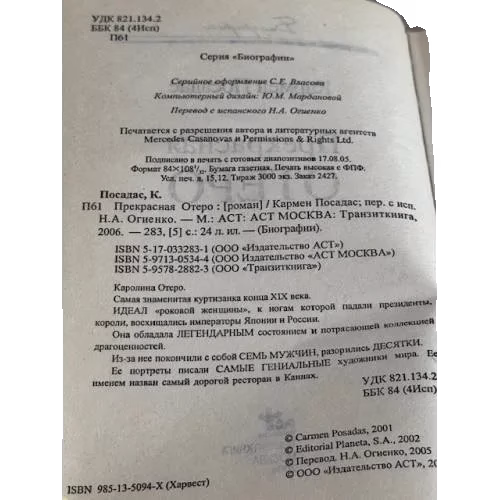 УДК 821.134.2
ББК 84 (4Исп)
П61
Серия «Биографии»
Серийное оформление С.Е. Власова
Компьютерный дизайн: Ю.М. Мардановой
Перевод с испанского Н.А. Огиенко
Печатается с разрешения автора и литературных агентств
Mercedes Casanovas и Permissions & Rights Ltd.
Подписано в печать с готовых диапозитивов 17.08.05.
Формат 84×108 1/32. Бумага газетная. Печать высокая с ФПФ.
Усл. печ. л. 15,12. Тираж 3000 экз. Заказ 2427.
Посадас, К.
П61 Прекрасная Отеро : [роман] / Кармен Посадас; пер. с исп.
Н.А. Огиенко. — М.: АСТ: АСТ МОСКВА: Транзиткнига,
2006. — 283, [5] с.: 24 л. ил. — (Биографии).
ISBN 5-17-033283-1 (ООО «Издательство АСТ»)
ISBN 5-9713-0534-4 (ООО Издательство «АСТ МОСКВА»)
ISBN 5-9578-2882-3 (ООО «Транзиткнига»)
Каролина Отеро.
Самая знаменитая куртизанка конца XIX века.
ИДЕАЛ «роковой женщины», к ногам которой падали президенты,
короли, восхищались императоры Японии и России.
Она обладала ЛЕГЕНДАРНЫМ состоянием и потрясающей коллекцией
драгоценностей.
Из-за нее покончили с собой СЕМЬ МУЖЧИН, разорились ДЕСЯТКИ.
Ее портреты писали САМЫЕ ГЕНИАЛЬНЫЕ художники мира. Ее
именем назван самый дорогой ресторан в Каннах.
УДК 821.134.2
ББК 84 (4Исп)
© Carmen Posadas, 2001
© Editorial Planeta, S.A., 2002
© Перевод. Н.А. Огиенко, 2005
© ООО «Издательство АСТ»
ISBN 985-13-5094-X (Харвест)